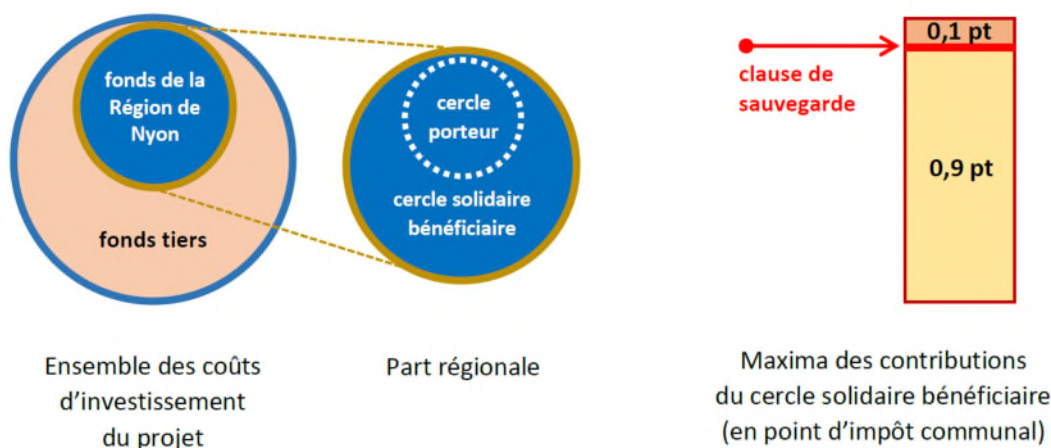 fonds de la
Région de
Nyon
fonds tiers
Ensemble des coûts
d’investissement
du projet
cercle
porteur
cercle solidaire
bénéficiaire
Part régionale
clause de
sauvegarde
0,1 pt
0,9 pt
Maxima des contributions
du cercle solidaire bénéficiaire
(en point d’impôt communal)